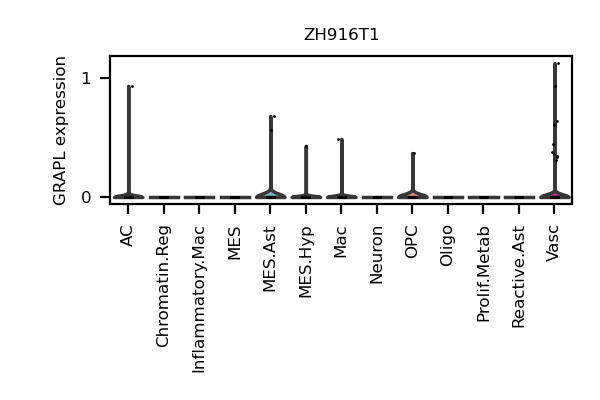 ZH916T1
GRAPL expression
1
0
AC
Chromatin.Reg
Inflammatory.Mac
MES
MES.Ast
MES.Hyp
Mac
Neuron
OPC
Oligo
Prolif.Metab
Reactive.Ast
Vasc